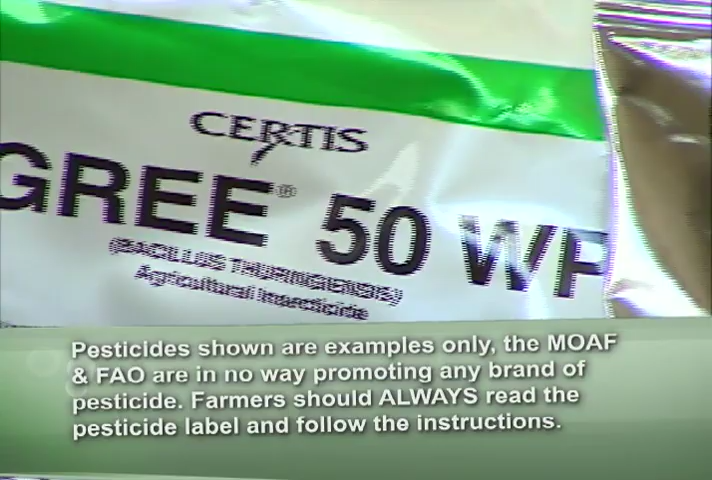 CERTIS
GREE® 50 WP
(BACILLUS THURINGIENSIS)
Agricultural Insecticide
Pesticides shown are examples only, the MOAF
& FAO are in no way promoting any brand of
pesticide. Farmers should ALWAYS read the
pesticide label and follow the instructions.